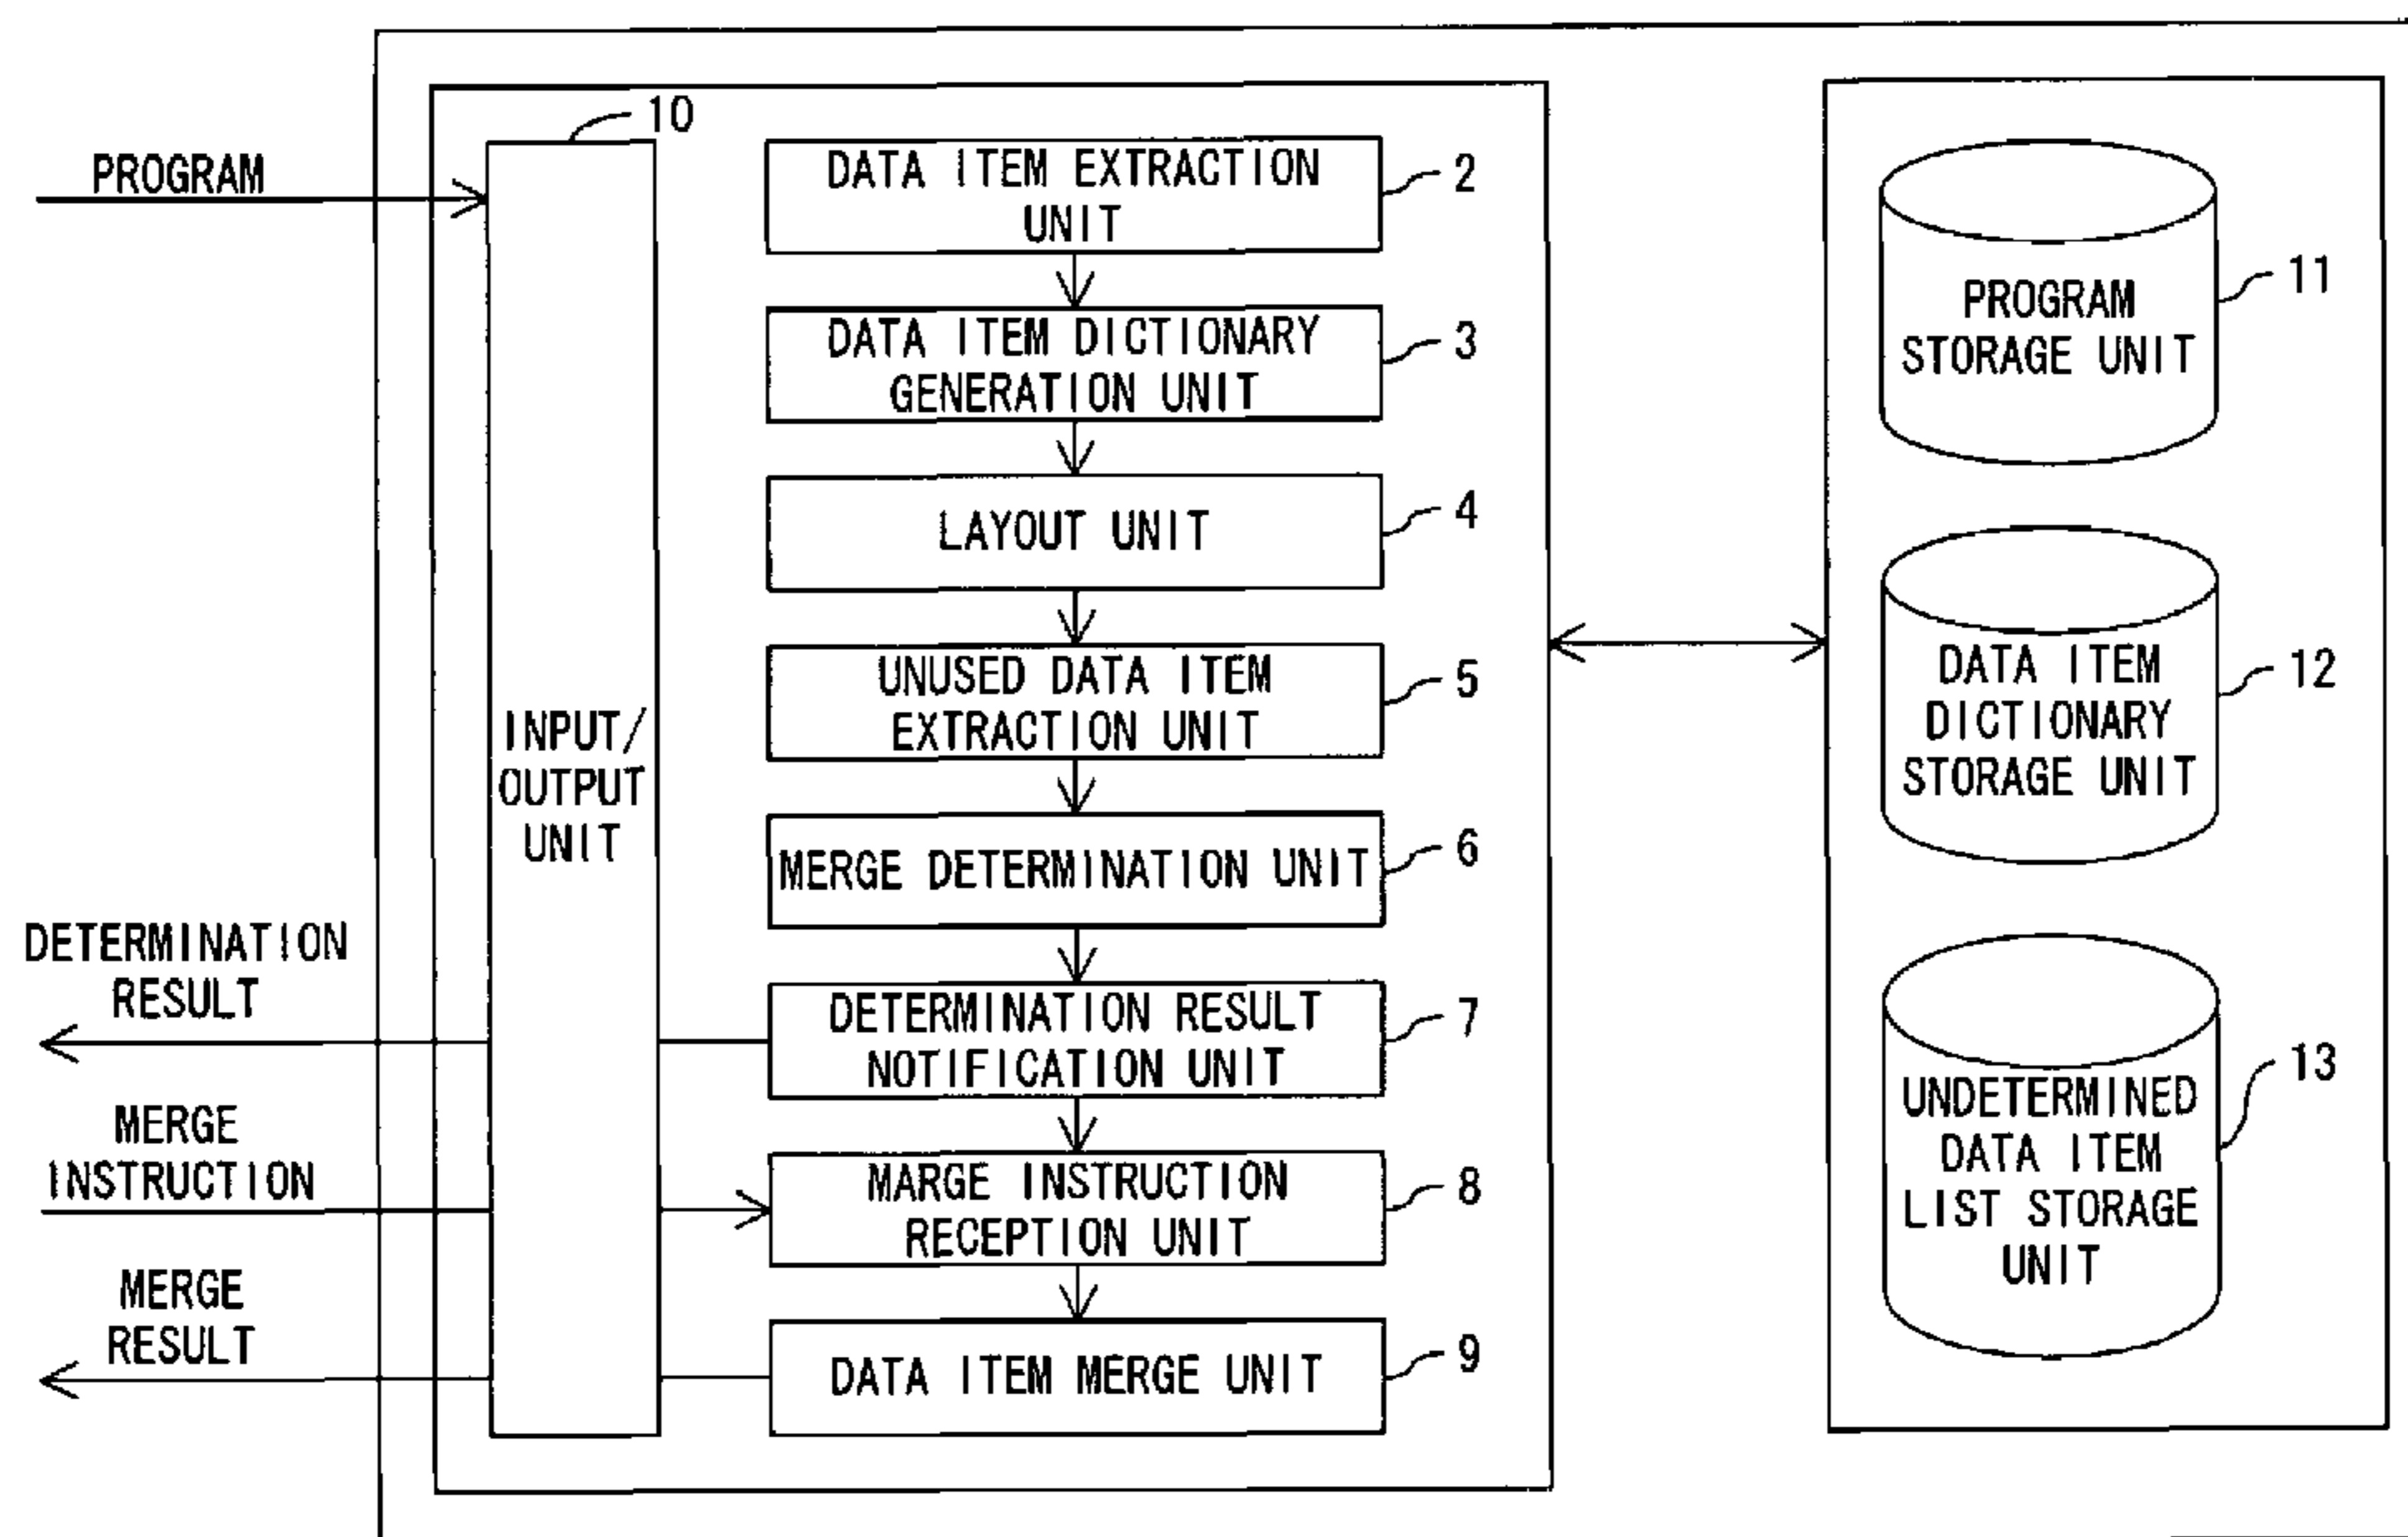 10
PROGRAM
DATA ITEM EXTRACTION
UNIT
2
DATA ITEM DICTIONARY
GENERATION UNIT
3
LAYOUT UNIT
4
UNUSED DATA ITEM
EXTRACTION UNIT
5
INPUT/
OUTPUT
UNIT
MERGE DETERMINATION UNIT
6
DETERMINATION
RESULT
DETERMINATION RESULT
NOTIFICATION UNIT
7
MERGE
INSTRUCTION
MARGE INSTRUCTION
RECEPTION UNIT
8
MERGE
RESULT
DATA ITEM MERGE UNIT
9
PROGRAM
STORAGE UNIT
11
DATA ITEM
DICTIONARY
STORAGE UNIT
12
UNDETERMINED
DATA ITEM
LIST STORAGE
UNIT
13